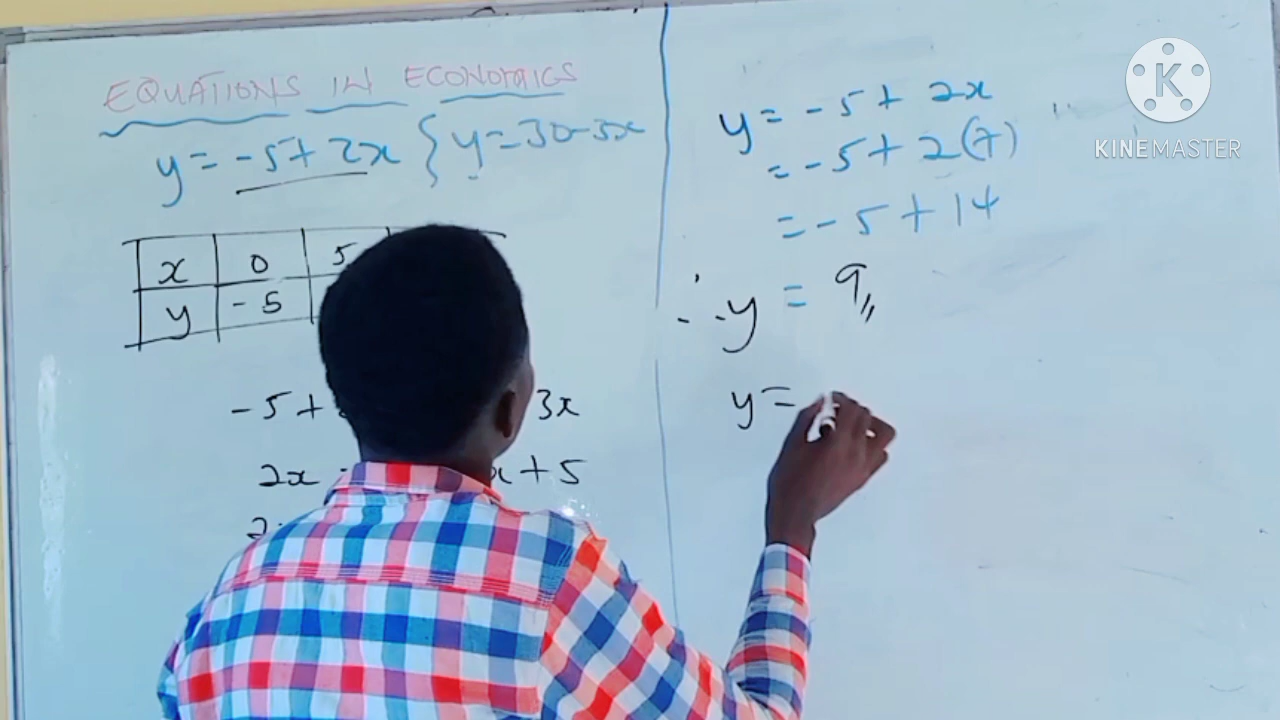 EQUATIONS IN ECONOMICS
y = -5 + 2x { y = 30 - 3x
x 0 5
y -5
-5 + 3x
2x x + 5
2
y = -5 + 2x
= -5 + 2(7)
= -5 + 14
∴ y = 9,,
y =
K
KINEMASTER